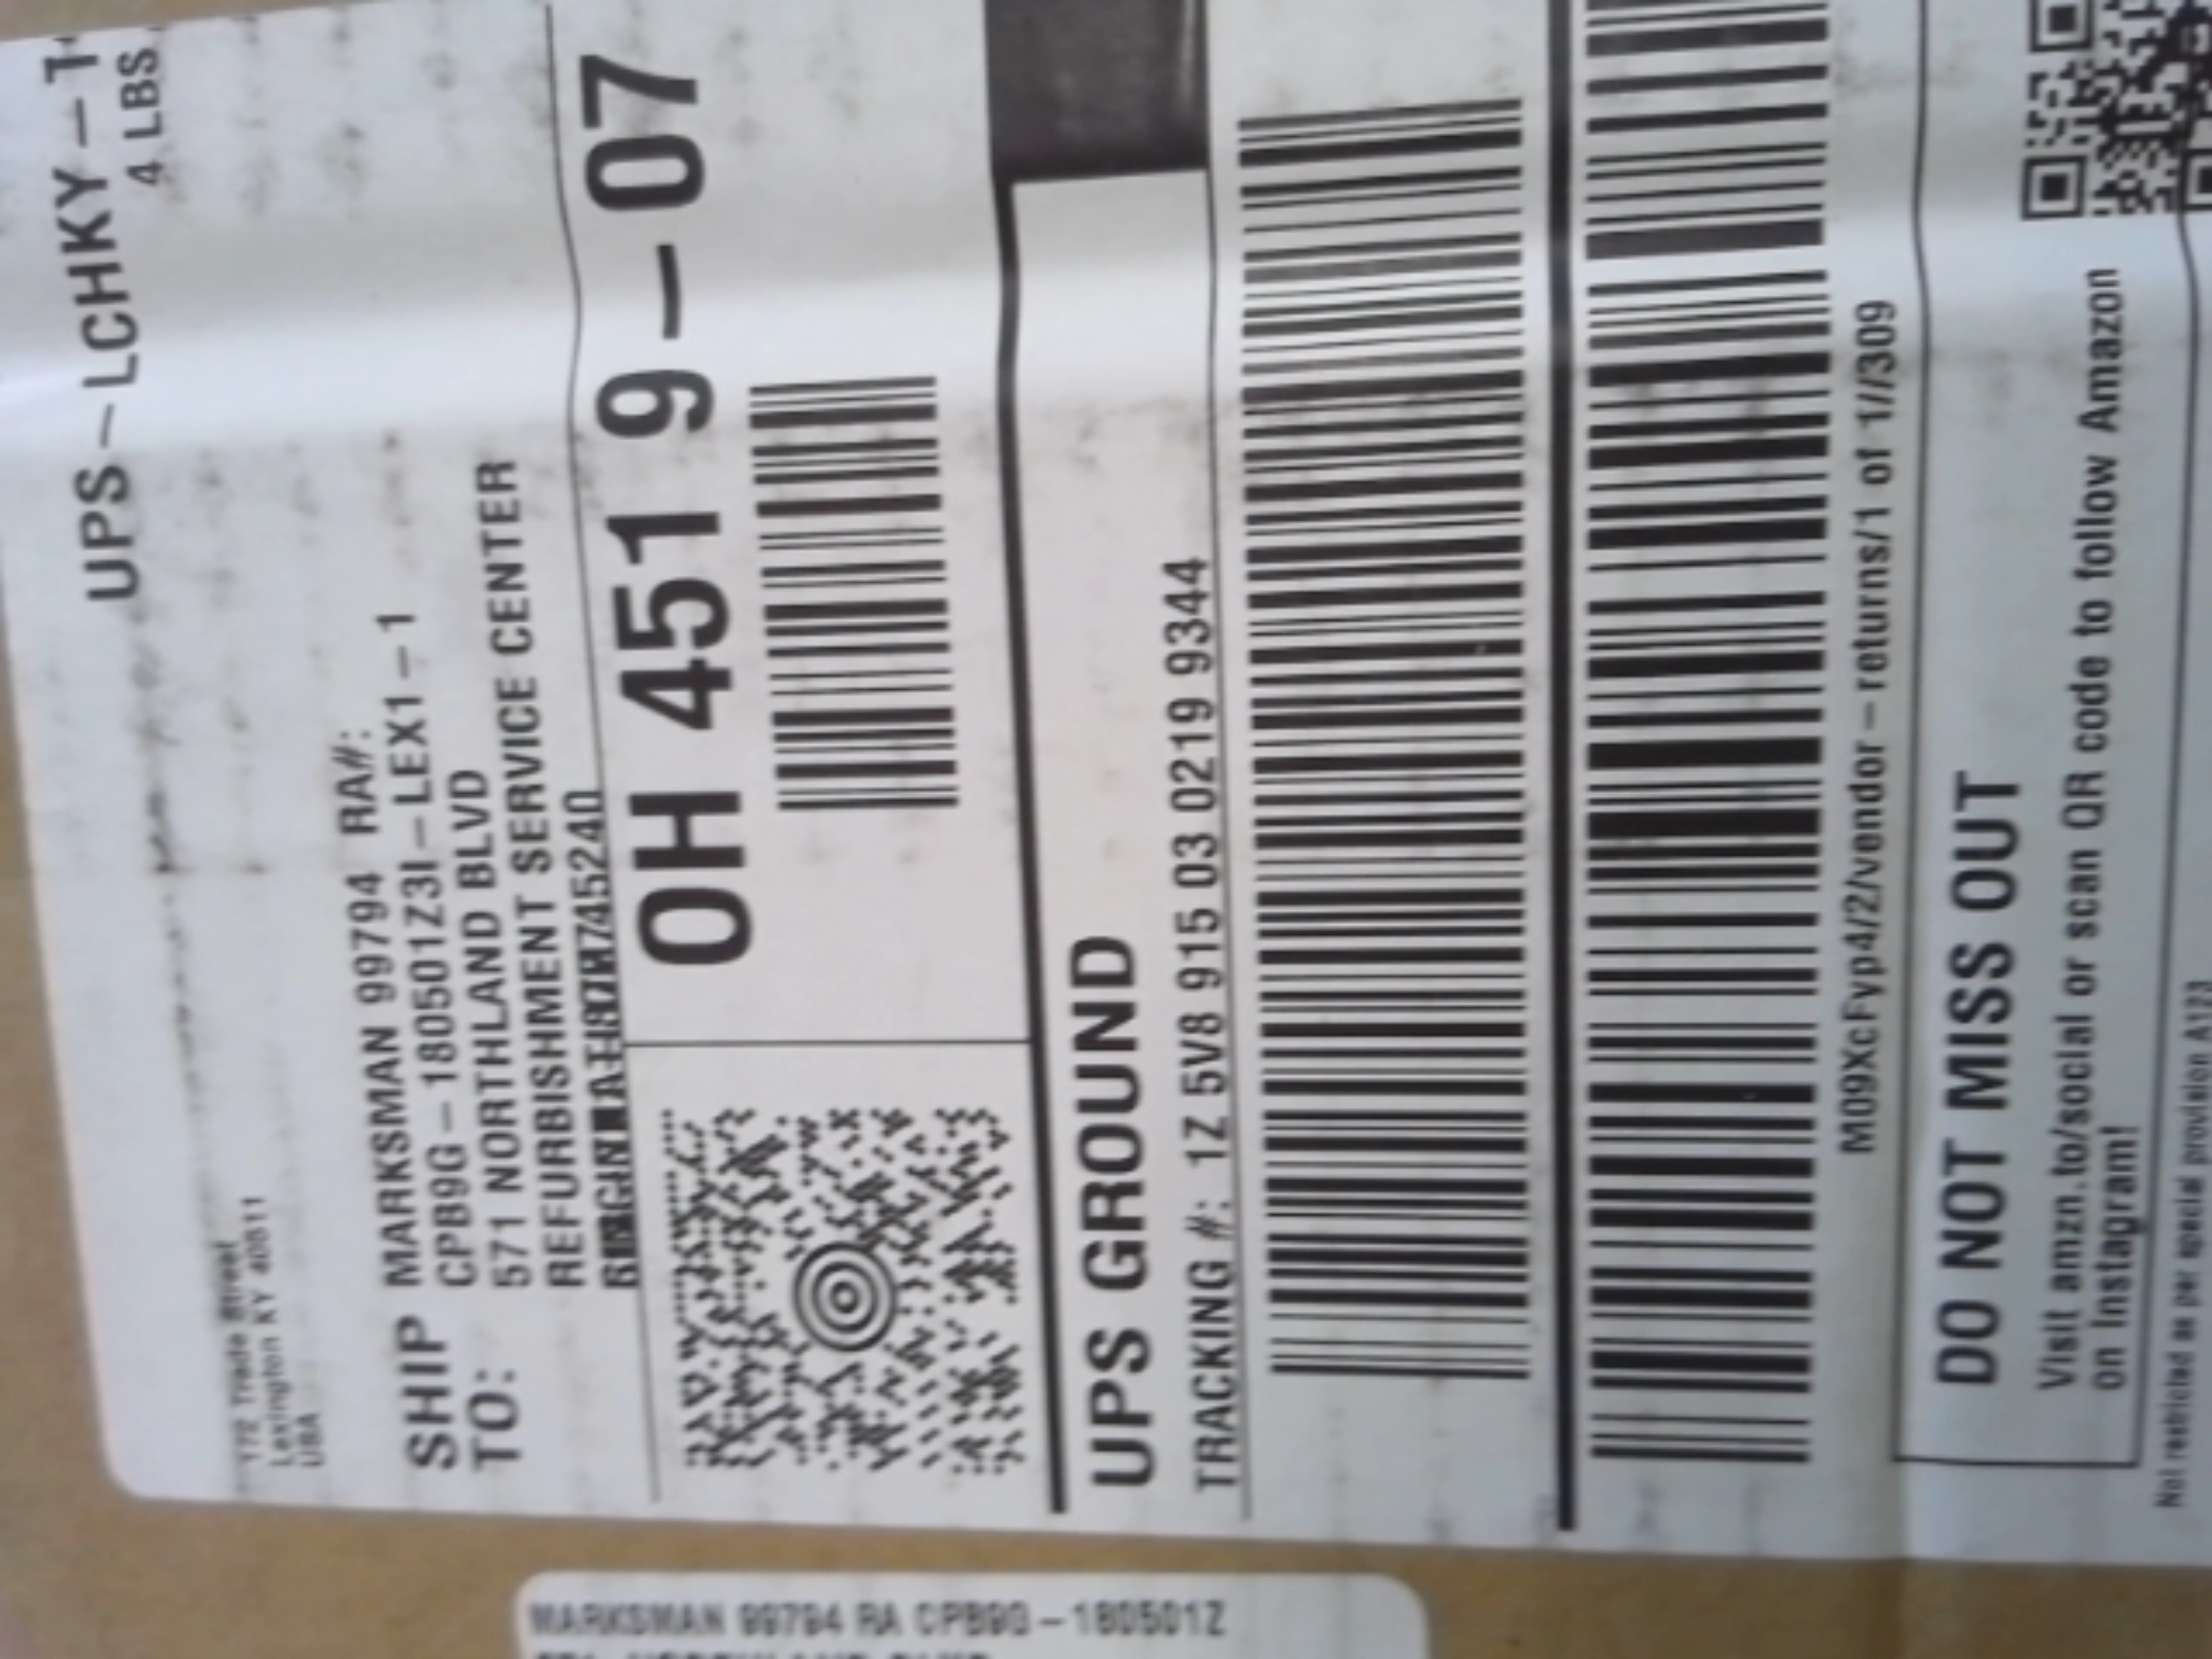 UPS-LCHKY-T
4 LBS
Trade Street
Lexington KY 40511
USA
SHIP TO:
MARKSMAN 99794 RA#:
CPB9G-180501Z3I-LEX1-1
571 NORTHLAND BLVD
REFURBISHMENT SERVICE CENTER
OH 451 9-07
UPS GROUND
TRACKING #: 1Z 5V8 915 03 0219 9344
M09XcFyp4/2/vendor-returns/1 of 1//309
DO NOT MISS OUT
Visit amzn.to/social or scan QR code to follow Amazon
on Instagram!
Not restricted as per special provision A123
MARKSMAN 99794 RA CPB9G-180501Z